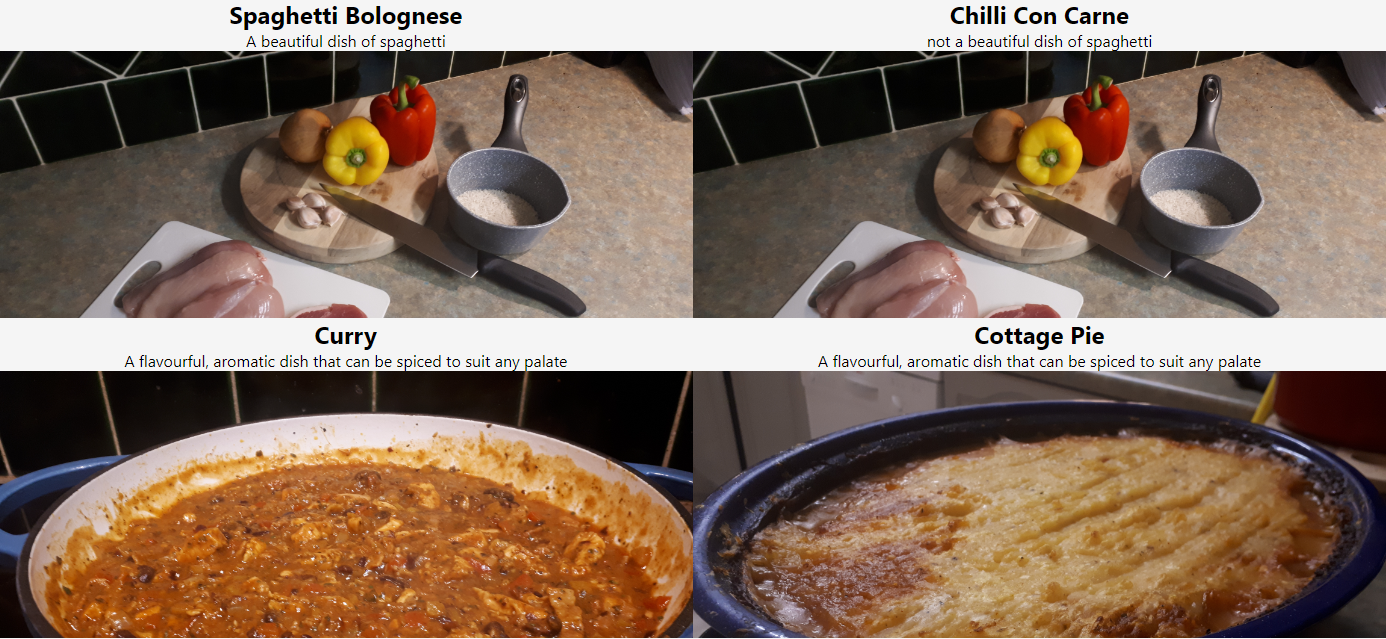 Spaghetti Bolognese
A beautiful dish of spaghetti
Chilli Con Carne
not a beautiful dish of spaghetti
Curry
A flavourful, aromatic dish that can be spiced to suit any palate
Cottage Pie
A flavourful, aromatic dish that can be spiced to suit any palate